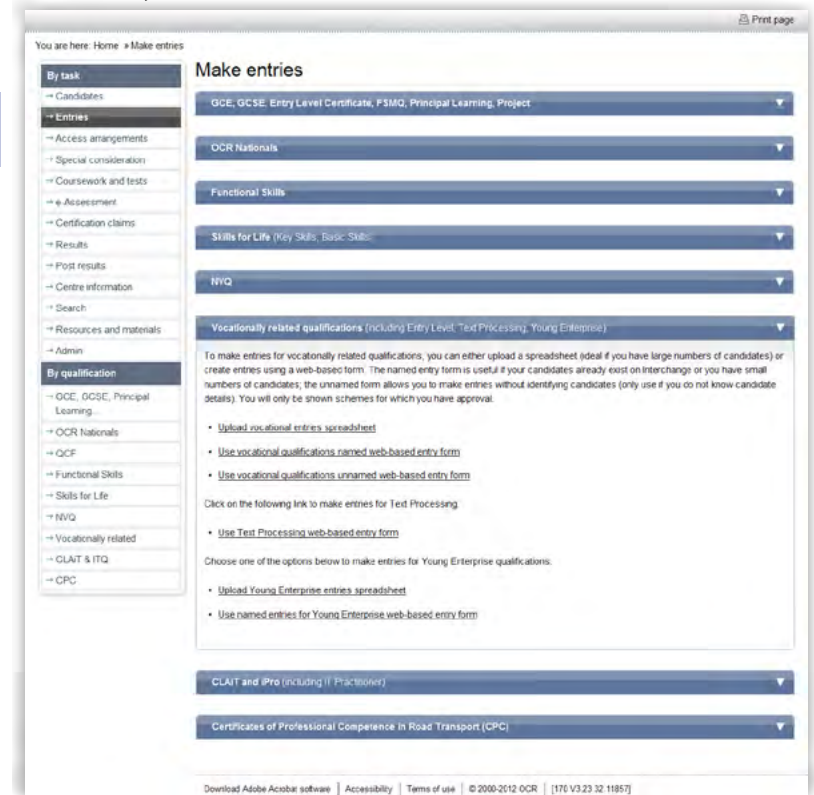 Print page
You are here: Home » Make entries
By task
→ Candidates
→ Entries
→ Access arrangements
→ Special consideration
→ Coursework and tests
→ e-Assessment
→ Certification claims
→ Results
→ Post results
→ Centre information
→ Search
→ Resources and materials
→ Admin
By qualification
→ GCE, GCSE, Principal
Learning...
→ OCR Nationals
→ QCF
→ Functional Skills
→ Skills for Life
→ NVQ
→ Vocationally related
→ CLAiT & ITQ
→ CPC
Make entries
GCE, GCSE, Entry Level Certificate, FSMQ, Principal Learning, Project
OCR Nationals
Functional Skills
Skills for Life (Key Skills, Basic Skills)
NVQ
Vocationally related qualifications (including Entry Level, Text Processing, Young Enterprise)
To make entries for vocationally related qualifications, you can either upload a spreadsheet (ideal if you have large numbers of candidates) or
create entries using a web-based form. The named entry form is useful if your candidates already exist on Interchange or you have small
numbers of candidates; the unnamed form allows you to make entries without identifying candidates (only use if you do not know candidate
details). You will only be shown schemes for which you have approval.
• Upload vocational entries spreadsheet
• Use vocational qualifications named web-based entry form
• Use vocational qualifications unnamed web-based entry form
Click on the following link to make entries for Text Processing:
• Use Text Processing web-based entry form
Choose one of the options below to make entries for Young Enterprise qualifications:
• Upload Young Enterprise entries spreadsheet
• Use named entries for Young Enterprise web-based entry form
CLAiT and iPro (including IT Practitioner)
Certificates of Professional Competence in Road Transport (CPC)
Download Adobe Acrobat software | Accessibility | Terms of use | © 2000-2012 OCR | [170 V3.23 32.11857]